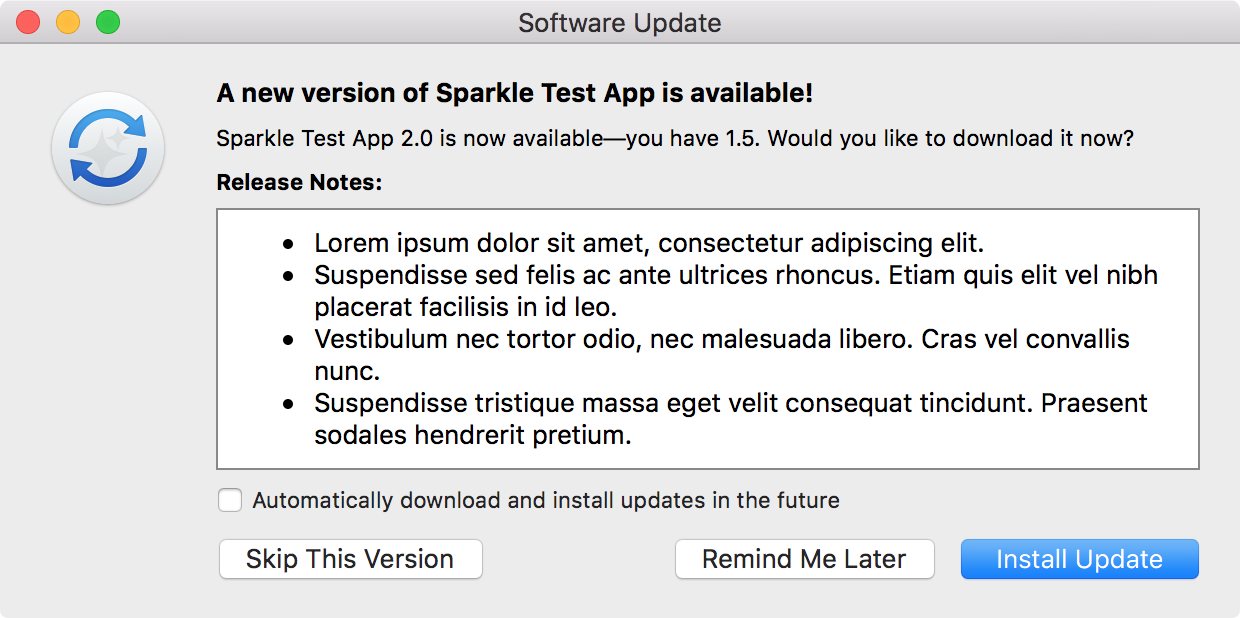 Software Update
A new version of Sparkle Test App is available!
Sparkle Test App 2.0 is now available—you have 1.5. Would you like to download it now?
Release Notes:
• Lorem ipsum dolor sit amet, consectetur adipiscing elit.
• Suspendisse sed felis ac ante ultrices rhoncus. Etiam quis elit vel nibh
placerat facilisis in id leo.
• Vestibulum nec tortor odio, nec malesuada libero. Cras vel convallis
nunc.
• Suspendisse tristique massa eget velit consequat tincidunt. Praesent
sodales hendrerit pretium.
Automatically download and install updates in the future
Skip This Version
Remind Me Later
Install Update